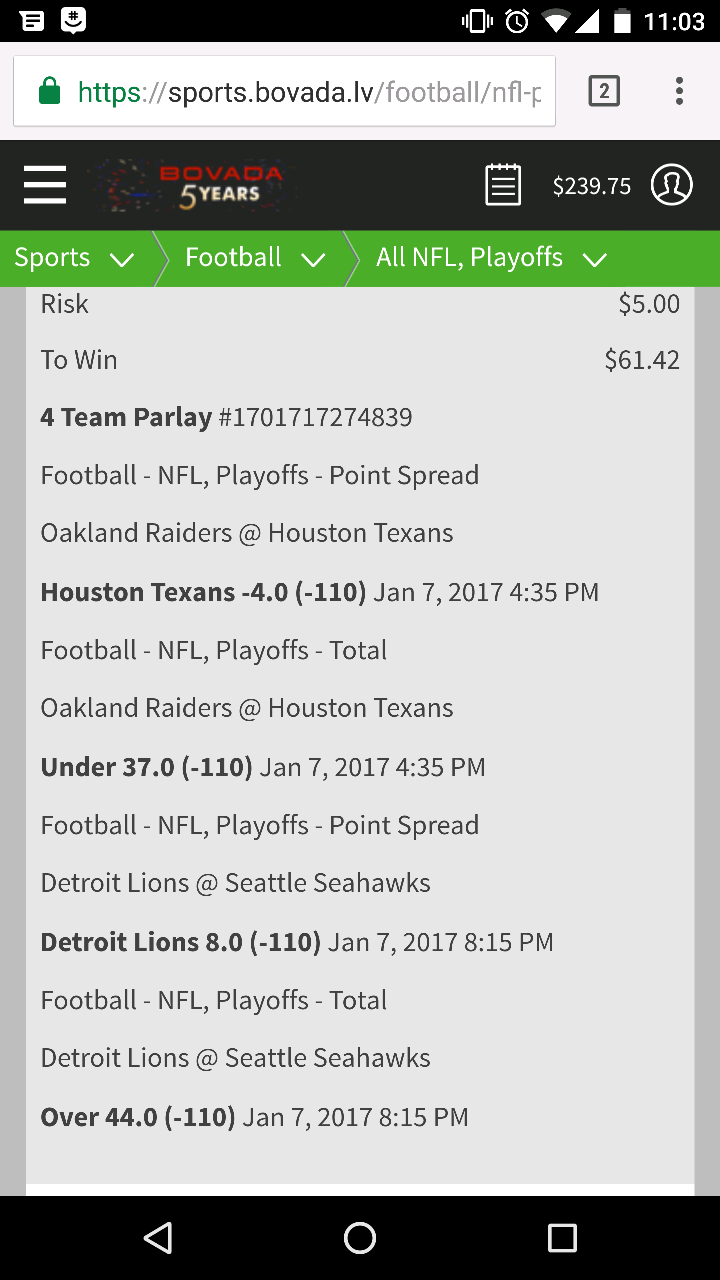 11:03
https://sports.bovada.lv/football/nfl-p
2
BOVADA
5 YEARS
$239.75
Sports
Football
All NFL, Playoffs
Risk $5.00
To Win $61.42
4 Team Parlay #1701717274839
Football - NFL, Playoffs - Point Spread
Oakland Raiders @ Houston Texans
Houston Texans -4.0 (-110) Jan 7, 2017 4:35 PM
Football - NFL, Playoffs - Total
Oakland Raiders @ Houston Texans
Under 37.0 (-110) Jan 7, 2017 4:35 PM
Football - NFL, Playoffs - Point Spread
Detroit Lions @ Seattle Seahawks
Detroit Lions 8.0 (-110) Jan 7, 2017 8:15 PM
Football - NFL, Playoffs - Total
Detroit Lions @ Seattle Seahawks
Over 44.0 (-110) Jan 7, 2017 8:15 PM